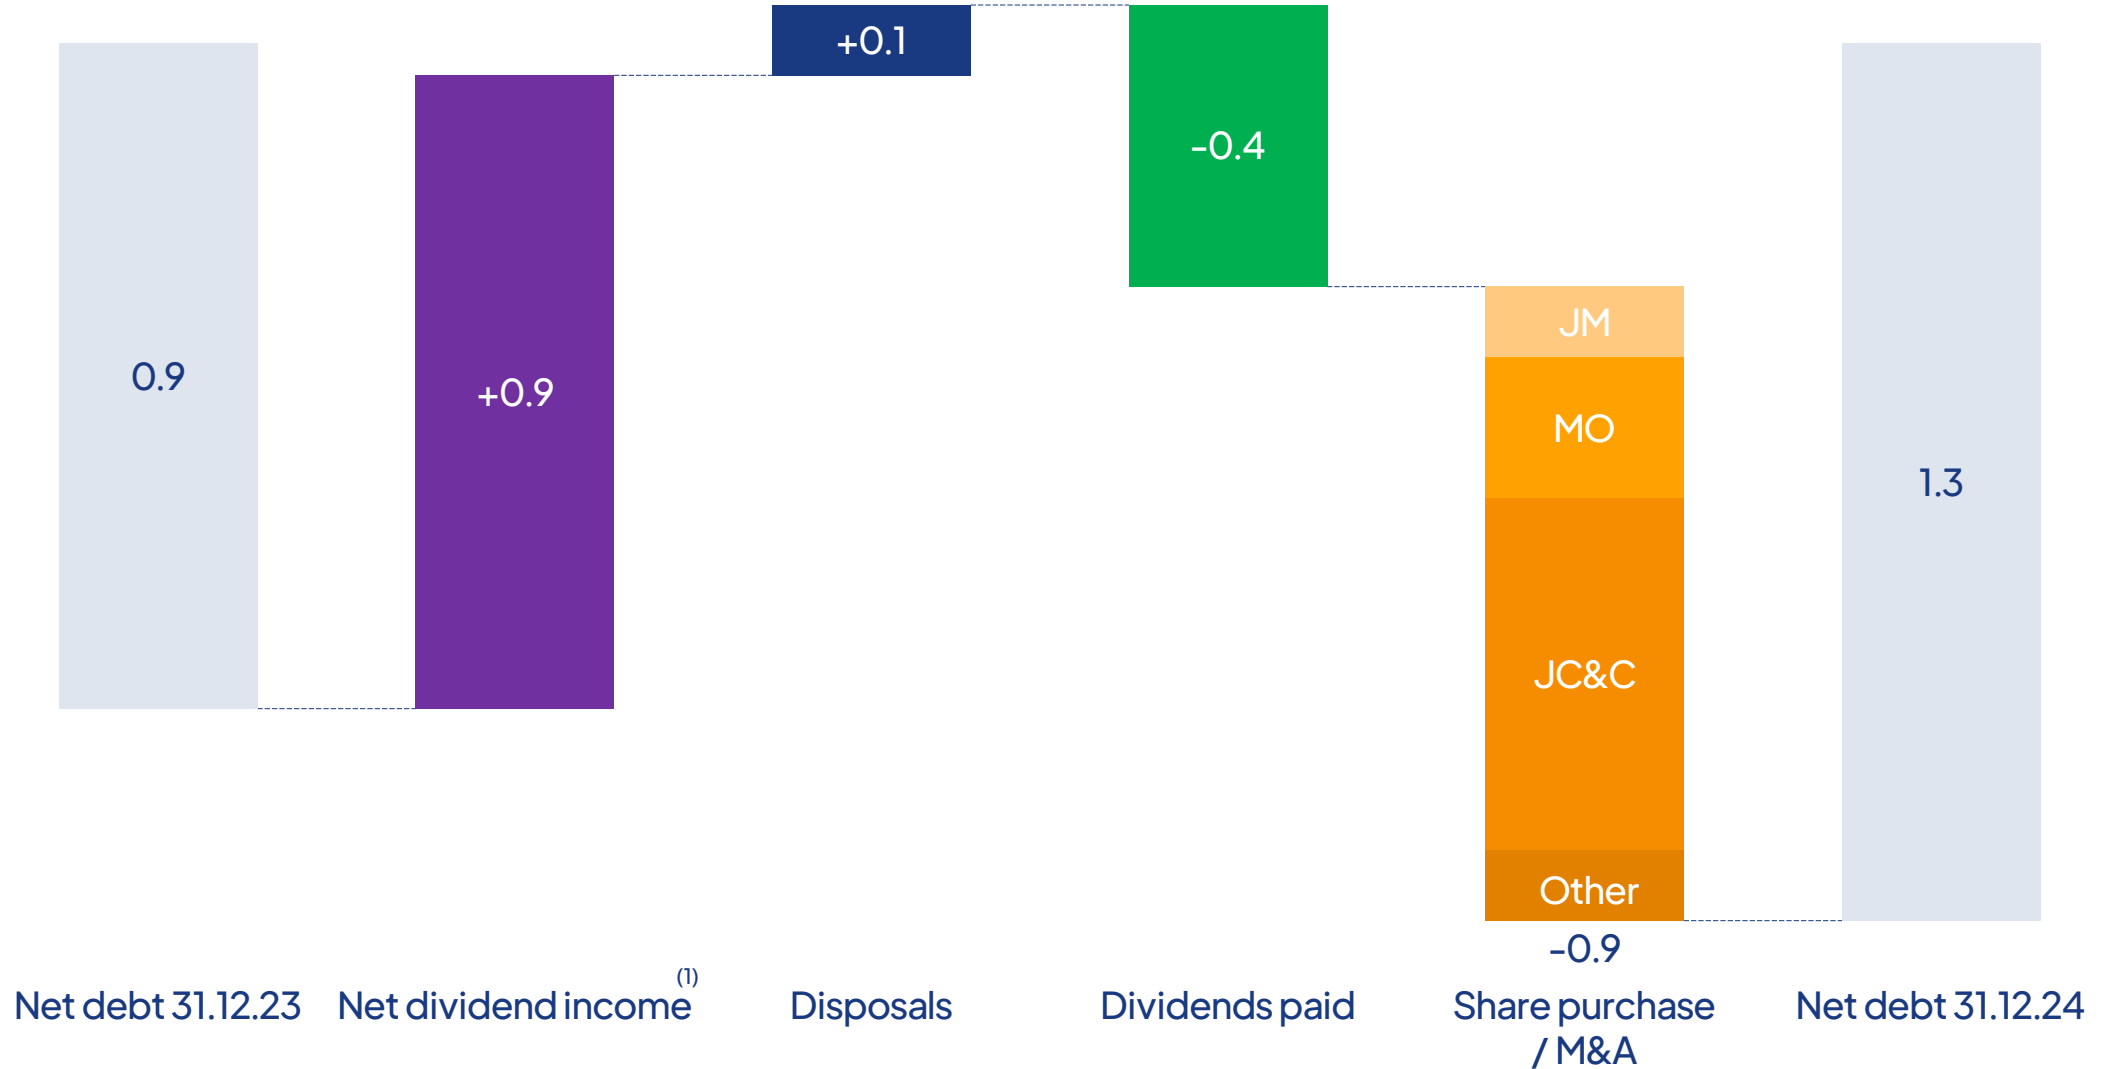 +0.1
-0.4
JM
0.9
+0.9
MO
1.3
JC&C
Other
-0.9
(1)
Net debt 31.12.23
Net dividend income
Disposals
Dividends paid
Share purchase
/ M&A
Net debt 31.12.24